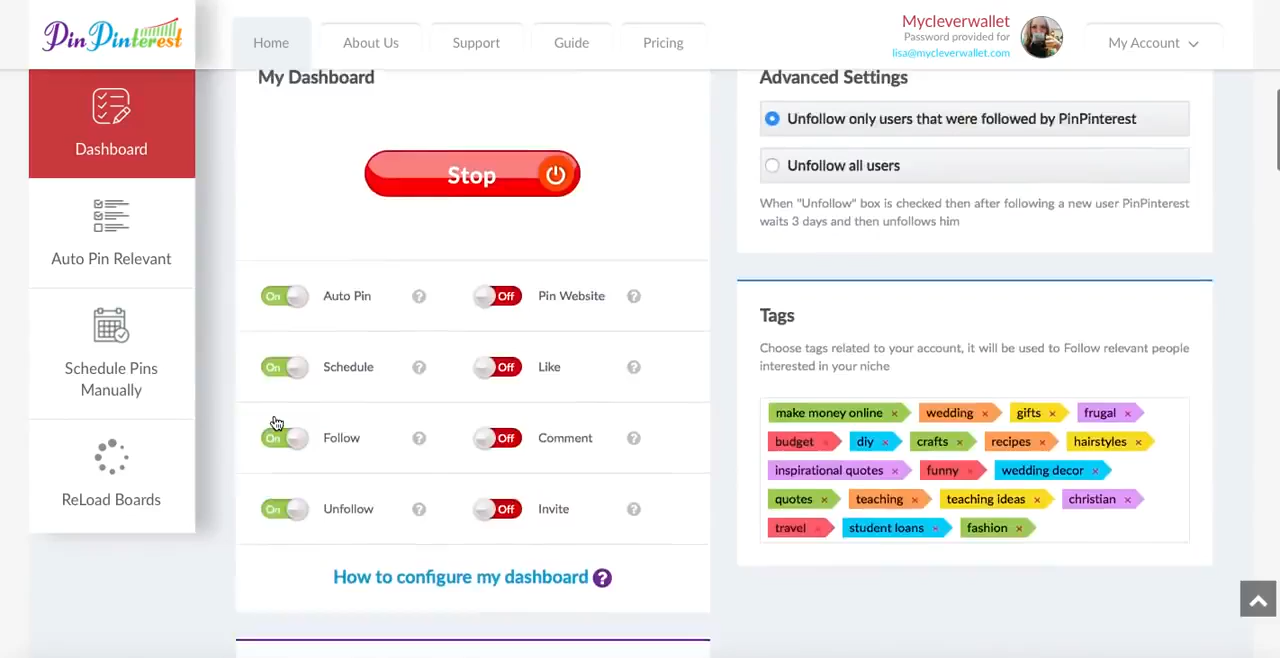 PinPinterest
Home
About Us
Support
Guide
Pricing
Mycleverwallet
Password provided for
lisa@mycleverwallet.com
My Account
Dashboard
Auto Pin Relevant
Schedule Pins
Manually
ReLoad Boards
My Dashboard
Stop
On Auto Pin ? Off Pin Website ?
On Schedule ? Off Like ?
On Follow ? Off Comment ?
On Unfollow ? Off Invite ?
How to configure my dashboard ?
Advanced Settings
Unfollow only users that were followed by PinPinterest
Unfollow all users
When "Unfollow" box is checked then after following a new user PinPinterest
waits 3 days and then unfollows him
Tags
Choose tags related to your account, it will be used to Follow relevant people
interested in your niche
make money online × wedding × gifts × frugal ×
budget × diy × crafts × recipes × hairstyles ×
inspirational quotes × funny × wedding decor ×
quotes × teaching × teaching ideas × christian ×
travel × student loans × fashion ×